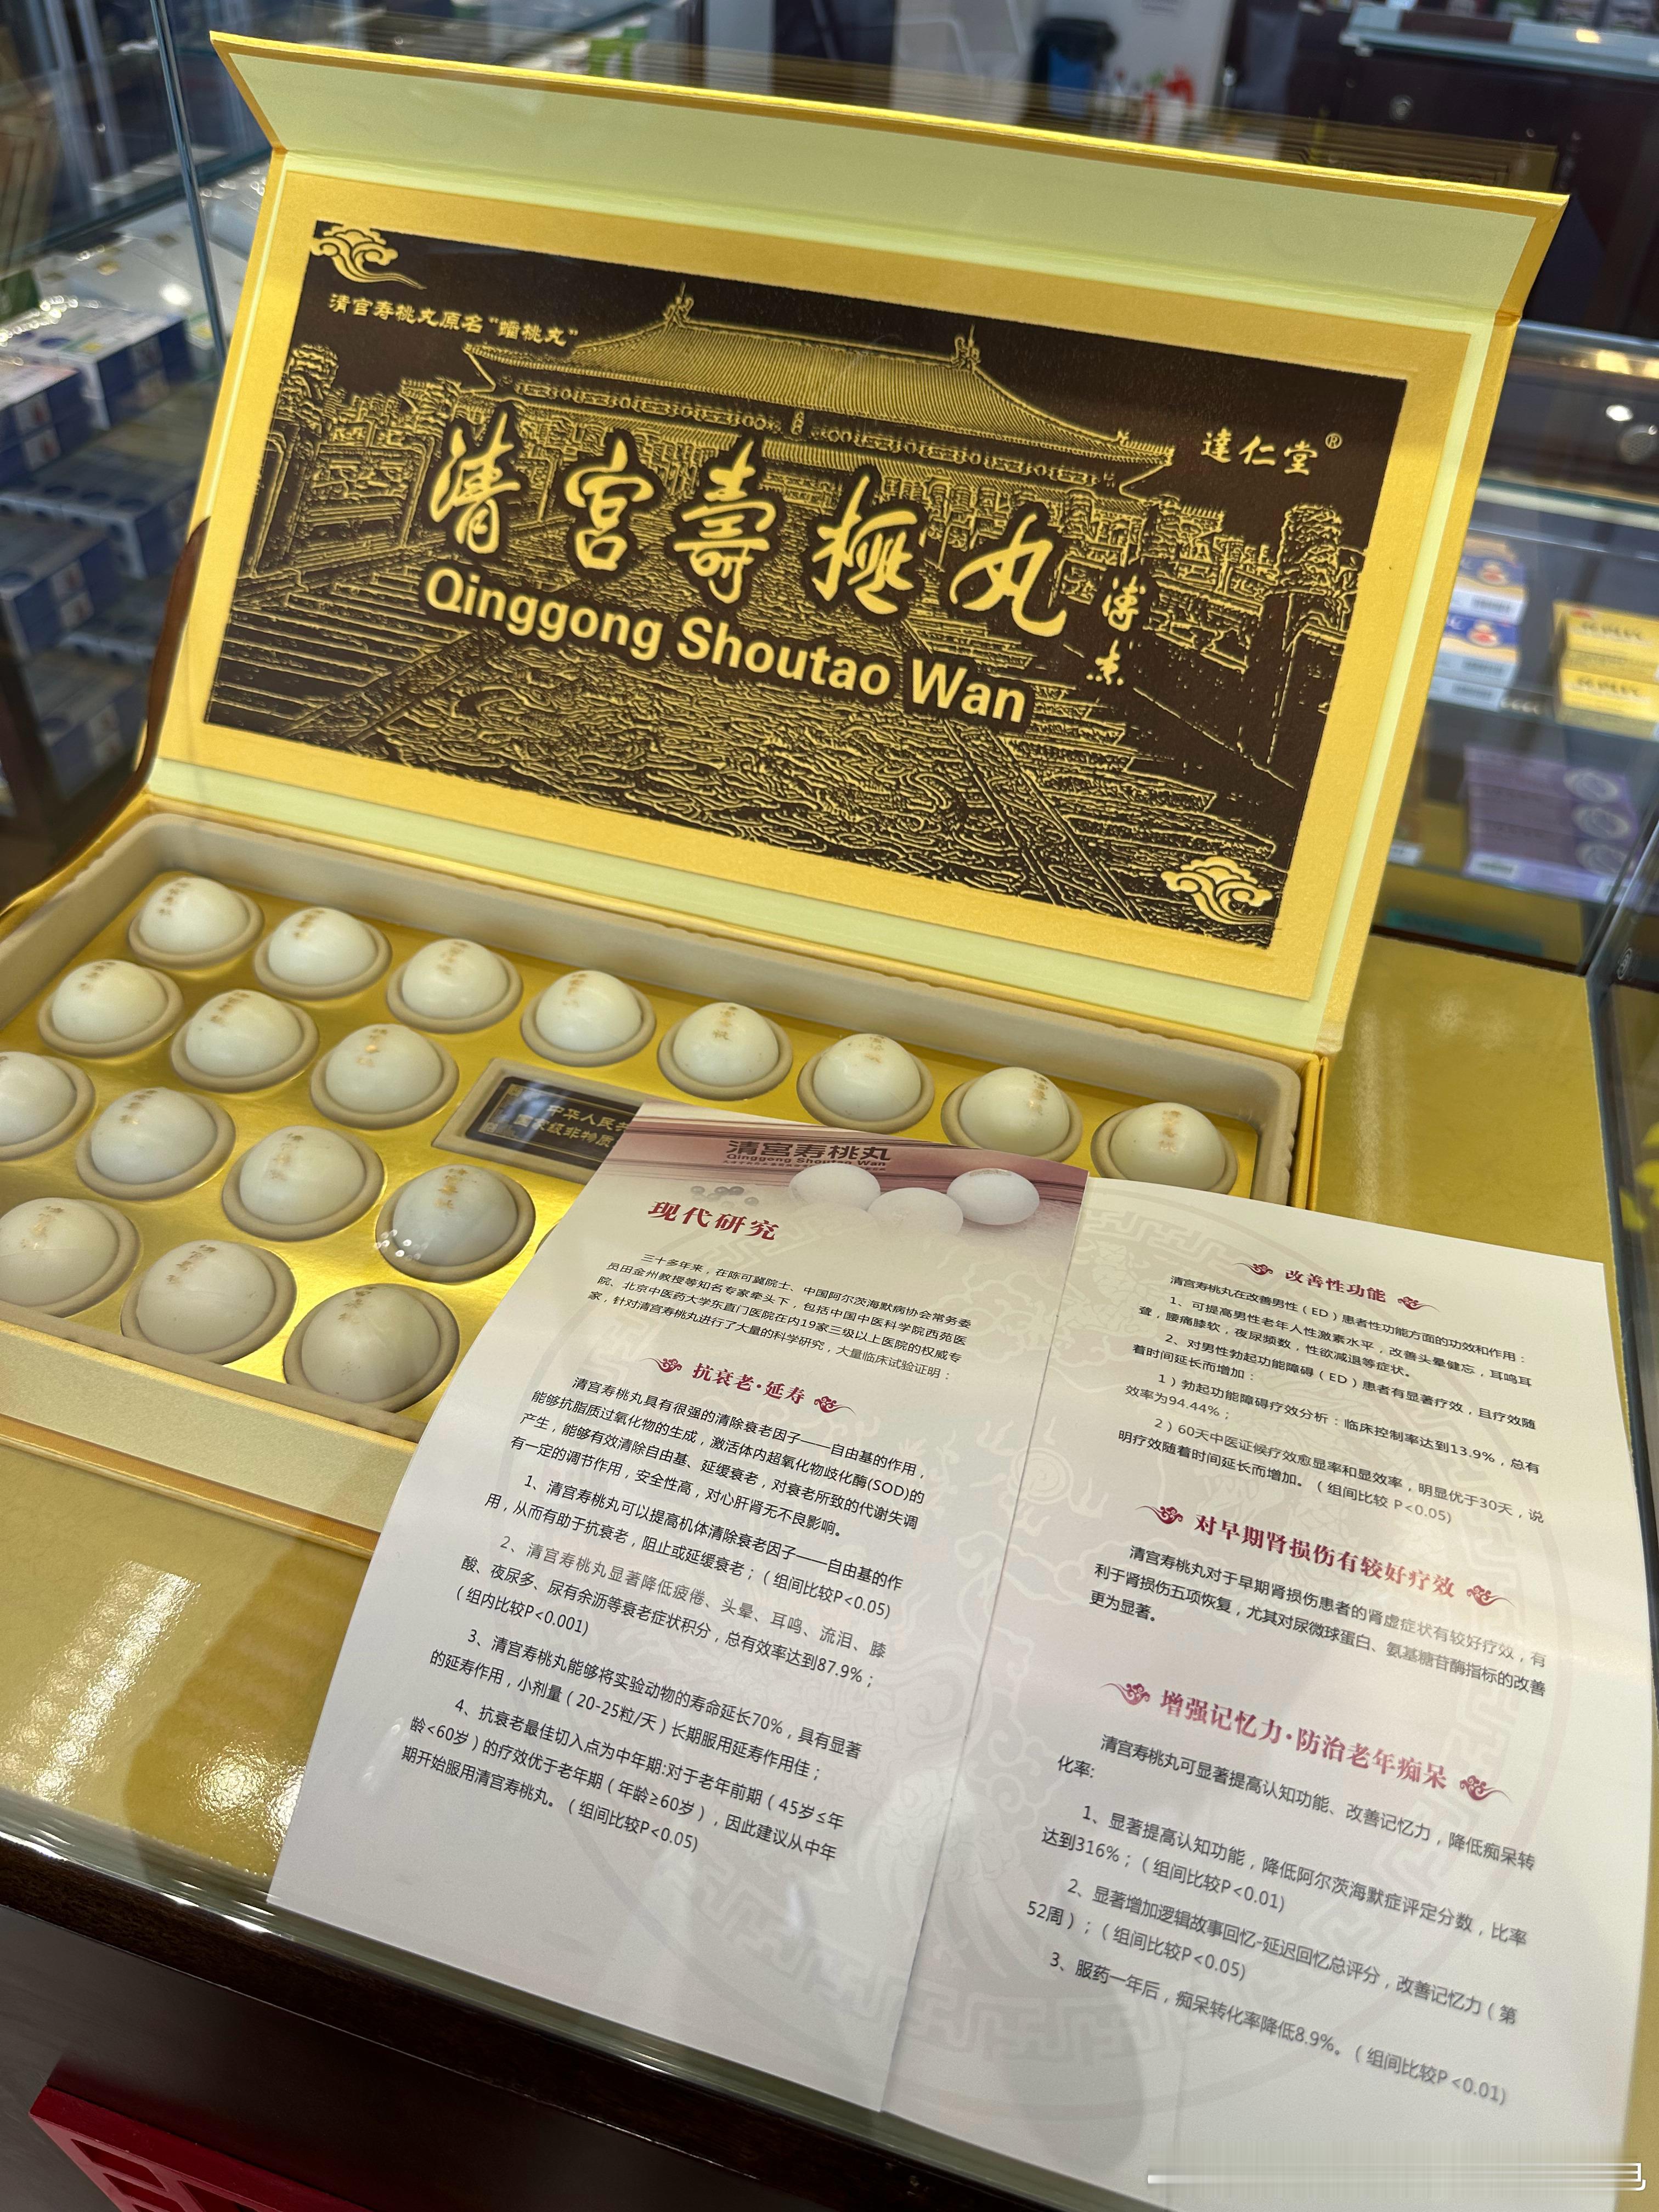 清宫寿桃丸原名“蟠桃丸”
達仁堂®
清宫壽桃丸
溥杰
Qinggong Shoutao Wan
中华人民共
国家级非物质
清宫寿桃丸
Qinggong Shoutao Wan
现代研究
三十多年来，在陈可冀院士、中国阿尔茨海默病协会常务委
员田金州教授等知名专家牵头下，包括中国中医科学院西苑医
院、北京中医药大学东直门医院在内19家三级以上医院的权威专
家，针对清宫寿桃丸进行了大量的科学研究，大量临床试验证明：
抗衰老·延寿
清宫寿桃丸具有很强的清除衰老因子——自由基的作用，
能够抗脂质过氧化物的生成，激活体内超氧化物歧化酶(SOD)的
产生，能够有效清除自由基、延缓衰老，对衰老所致的代谢失调
有一定的调节作用，安全性高，对心肝肾无不良影响。
1、清宫寿桃丸可以提高机体清除衰老因子——自由基的作
用，从而有助于抗衰老，阻止或延缓衰老；（组间比较P<0.05)
2、清宫寿桃丸显著降低疲倦、头晕、耳鸣、流泪、膝
酸、夜尿多、尿有余沥等衰老症状积分，总有效率达到87.9%；
（组内比较P<0.001)
3、清宫寿桃丸能够将实验动物的寿命延长70%，具有显著
的延寿作用，小剂量（20-25粒/天）长期服用延寿作用佳；
4、抗衰老最佳切入点为中年期:对于老年前期（45岁≤年
龄<60岁）的疗效优于老年期（年龄≥60岁），因此建议从中年
期开始服用清宫寿桃丸。（组间比较P<0.05)
改善性功能
清宫寿桃丸在改善男性（ED）患者性功能方面的功效和作用：
1、可提高男性老年人性激素水平，改善头晕健忘，耳鸣耳
聋，腰痛膝软，夜尿频数，性欲减退等症状。
2、对男性勃起功能障碍（ED）患者有显著疗效，且疗效随
着时间延长而增加：
1）勃起功能障碍疗效分析：临床控制率达到13.9%，总有
效率为94.44%；
2）60天中医证候疗效愈显率和显效率，明显优于30天，说
明疗效随着时间延长而增加。（组间比较 P<0.05)
对早期肾损伤有较好疗效
清宫寿桃丸对于早期肾损伤患者的肾虚症状有较好疗效，有
利于肾损伤五项恢复，尤其对尿微球蛋白、氨基糖苷酶指标的改善
更为显著。
增强记忆力·防治老年痴呆
清宫寿桃丸可显著提高认知功能、改善记忆力，降低痴呆转
化率:
1、显著提高认知功能，降低阿尔茨海默症评定分数，比率
达到316%；（组间比较P<0.01)
2、显著增加逻辑故事回忆-延迟回忆总评分，改善记忆力（第
52周）；（组间比较P<0.05)
3、服药一年后，痴呆转化率降低8.9%。（组间比较P<0.01)